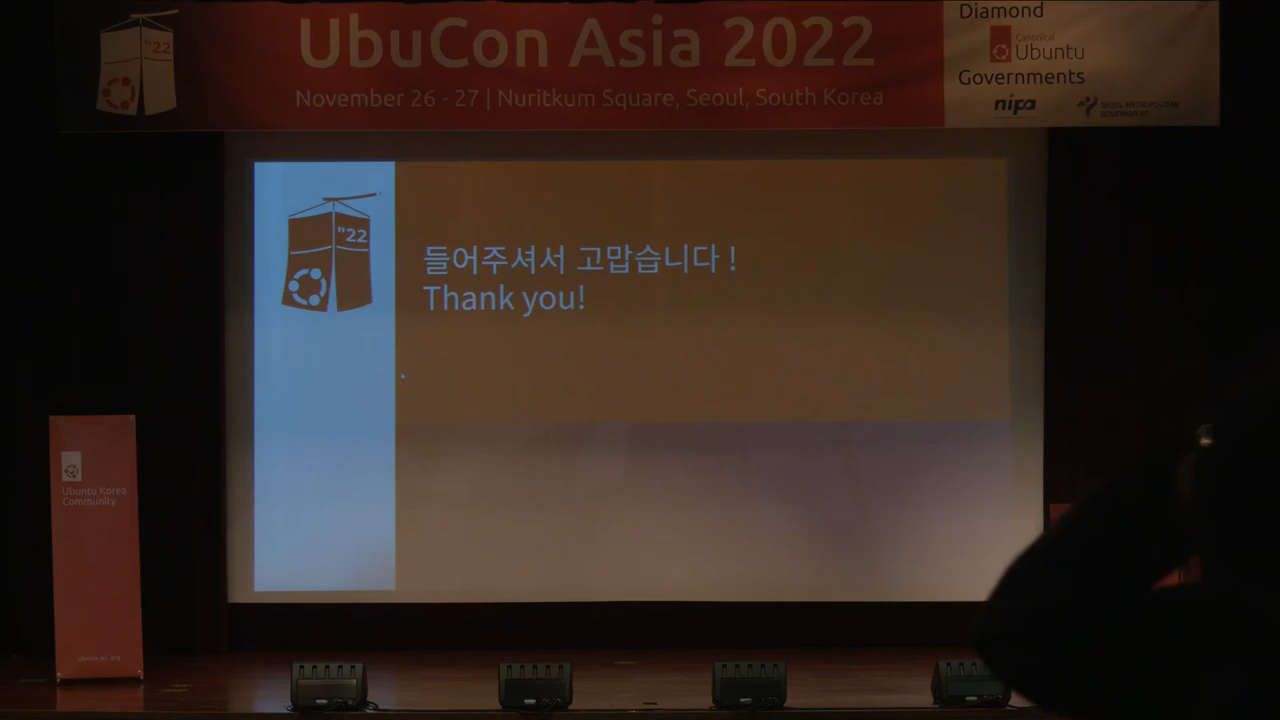 "22
UbuCon Asia 2022
November 26 - 27 | Nuritkum Square, Seoul, South Korea
Diamond
Canonical
Ubuntu
Governments
nipa
SEOUL METROPOLITAN
GOVERNMENT
"22
들어주셔서 고맙습니다 !
Thank you!
Ubuntu Korea
Community